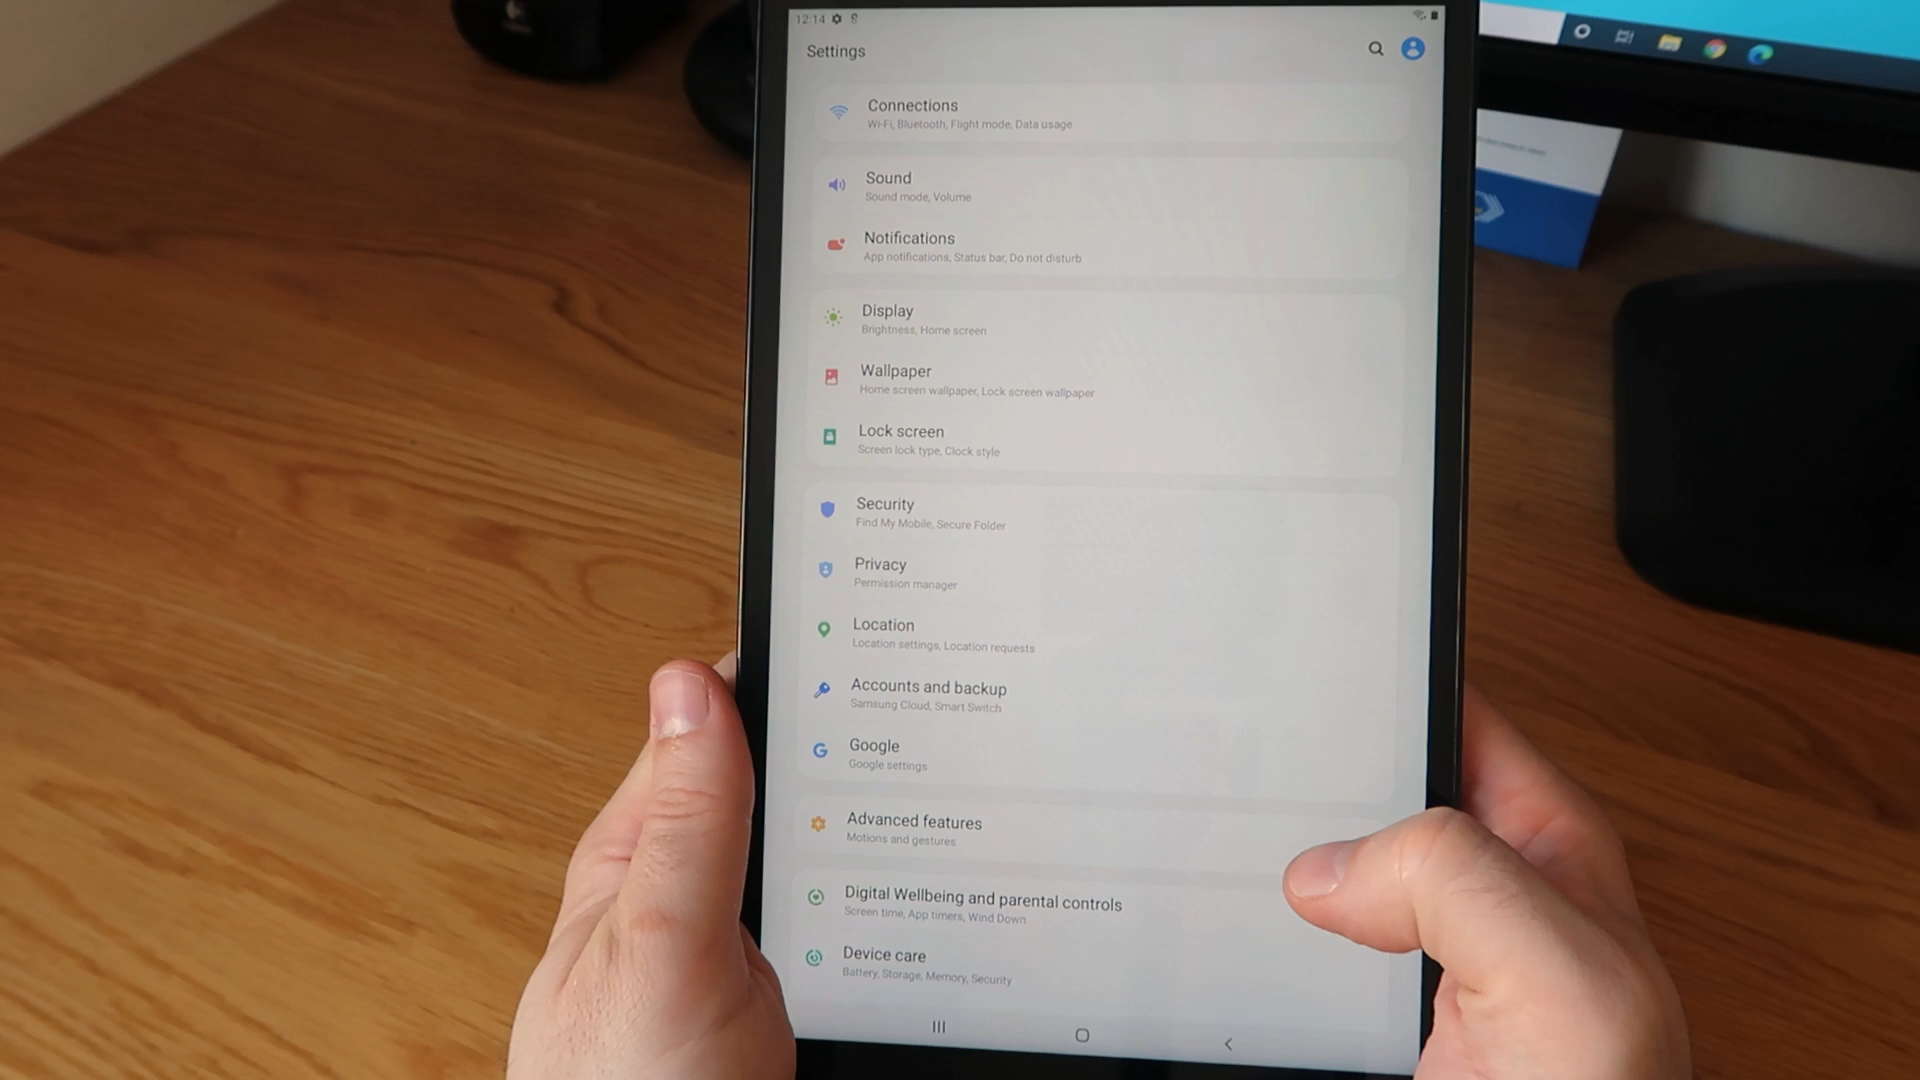 12:14
Settings
Connections
Wi-Fi, Bluetooth, Flight mode, Data usage
Sound
Sound mode, Volume
Notifications
App notifications, Status bar, Do not disturb
Display
Brightness, Home screen
Wallpaper
Home screen wallpaper, Lock screen wallpaper
Lock screen
Screen lock type, Clock style
Security
Find My Mobile, Secure Folder
Privacy
Permission manager
Location
Location settings, Location requests
Accounts and backup
Samsung Cloud, Smart Switch
Google
Google settings
Advanced features
Motions and gestures
Digital Wellbeing and parental controls
Screen time, App timers, Wind Down
Device care
Battery, Storage, Memory, Security